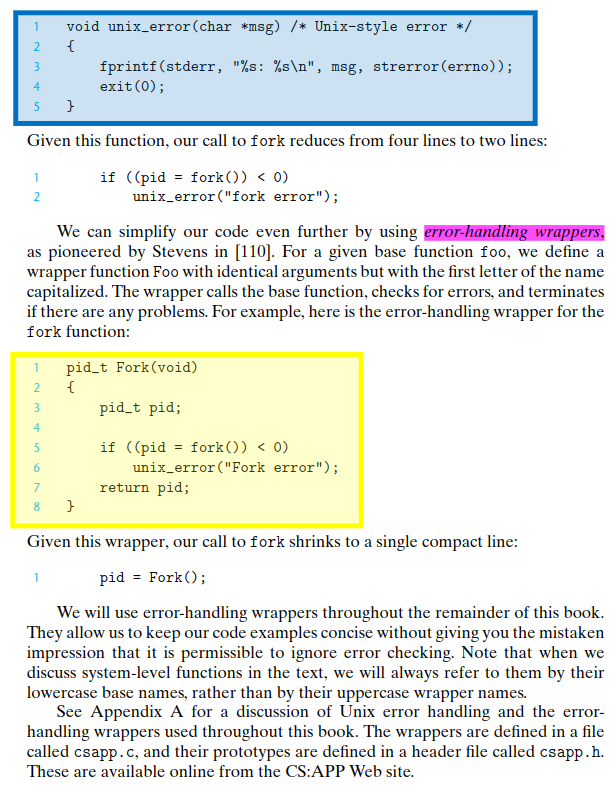 1 void unix_error(char *msg) /* Unix-style error */
2 {
3 fprintf(stderr, "%s: %s\n", msg, strerror(errno));
4 exit(0);
5 }
Given this function, our call to fork reduces from four lines to two lines:
1 if ((pid = fork()) < 0)
2 unix_error("fork error");
We can simplify our code even further by using error-handling wrappers,
as pioneered by Stevens in [110]. For a given base function foo, we define a
wrapper function Foo with identical arguments but with the first letter of the name
capitalized. The wrapper calls the base function, checks for errors, and terminates
if there are any problems. For example, here is the error-handling wrapper for the
fork function:
1 pid_t Fork(void)
2 {
3 pid_t pid;
4
5 if ((pid = fork()) < 0)
6 unix_error("Fork error");
7 return pid;
8 }
Given this wrapper, our call to fork shrinks to a single compact line:
1 pid = Fork();
We will use error-handling wrappers throughout the remainder of this book.
They allow us to keep our code examples concise without giving you the mistaken
impression that it is permissible to ignore error checking. Note that when we
discuss system-level functions in the text, we will always refer to them by their
lowercase base names, rather than by their uppercase wrapper names.
See Appendix A for a discussion of Unix error handling and the error-
handling wrappers used throughout this book. The wrappers are defined in a file
called csapp.c, and their prototypes are defined in a header file called csapp.h.
These are available online from the CS:APP Web site.